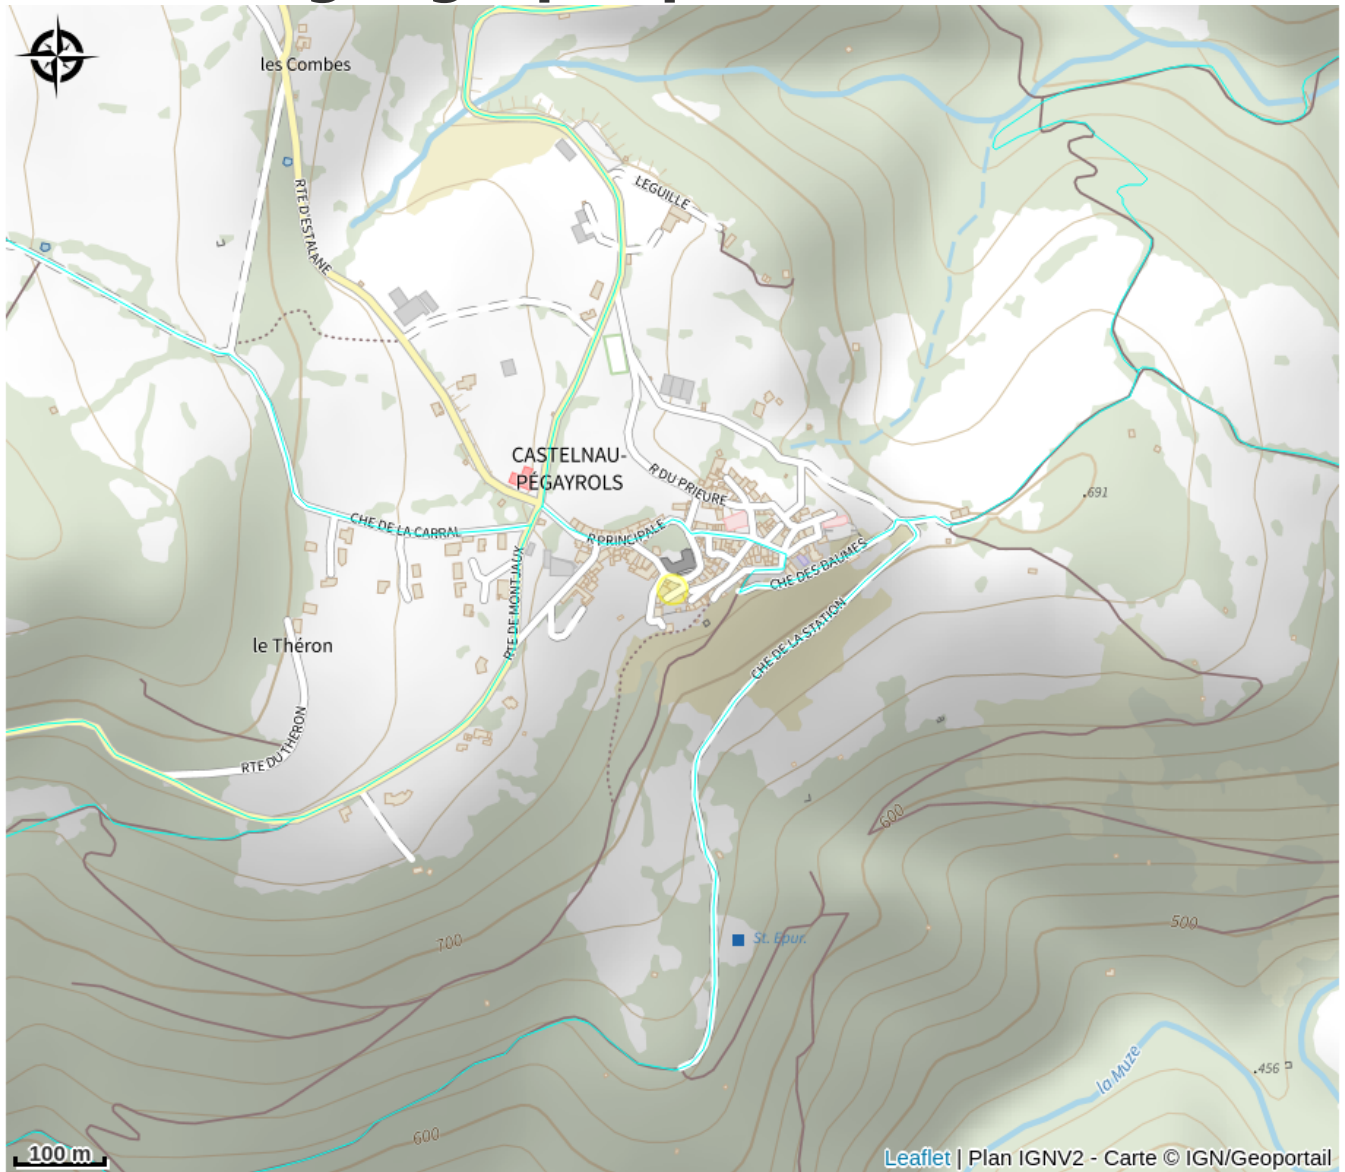 les Combes
RTE D'ESTALANE
LEGUILLE
CASTELNAU-
PÉGAYROLS
R DU PRIEURE
691
CHE DE LA CARRAL
R PRINCIPALE
CHE DES BAUMES
RTE DE MONTJAUX
CHE DE LA STATION
le Théron
RTE DU THERON
600
700
500
St. Epur.
la Muze
456
600
100 m
Leaflet | Plan IGNV2 - Carte © IGN/Geoportail